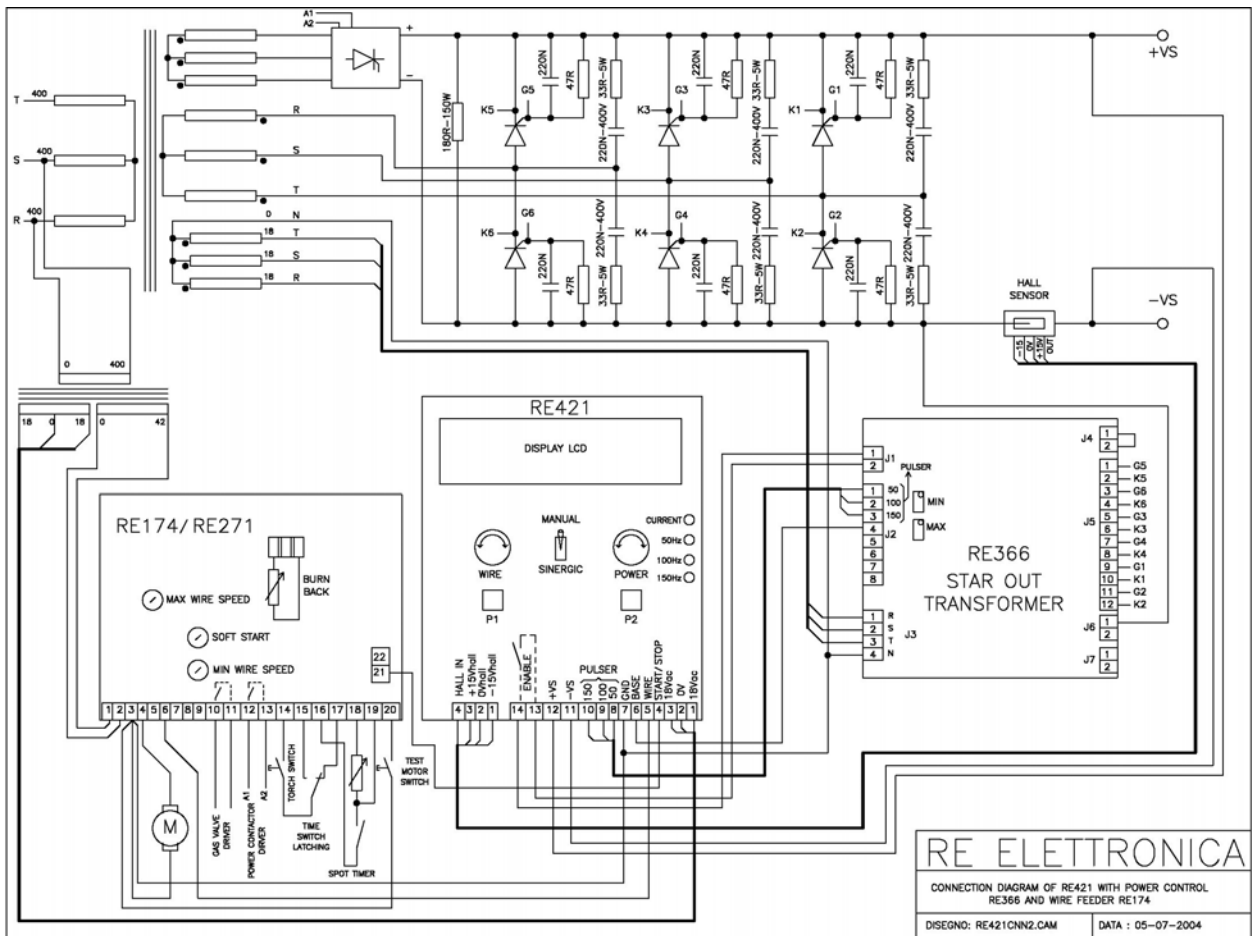 A1
A2
+
−
T 400
S 400
R 400
R
S
T
0 N
18 T
18 S
18 R
0 400
18 0 18 0 42
180R-150W
K5 G5 220N 47R 33R-5W 220N-400V
K3 G3 220N 47R 33R-5W 220N-400V
K1 G1 220N 47R 33R-5W 220N-400V
K6 G6 220N 47R 220N-400V 33R-5W
K4 G4 220N 47R 220N-400V 33R-5W
K2 G2 220N 47R 220N-400V 33R-5W
+VS
-VS
HALL
SENSOR
-15
0V
+15V
OUT
RE174/RE271
BURN
BACK
MAX WIRE SPEED
SOFT START
MIN WIRE SPEED
22
21
1 2 3 4 5 6 7 8 9 10 11 12 13 14 15 16 17 18 19 20
M
GAS VALVE
DRIVER
A1
POWER CONTACTOR
DIRVER
A2
TORCH SWITCH
TIME
SWITCH
LATCHING
SPOT TIMER
TEST
MOTOR
SWITCH
RE421
DISPLAY LCD
MANUAL
SINERGIC
WIRE
POWER
P1
P2
CURRENT
50Hz
100Hz
150Hz
HALL IN
+15Vhall
0Vhall
-15Vhall
ENABLE
+VS
-VS
PULSER
150
100
50
GND
BASE
WIRE
START/STOP
18Vac
0V
18Vac
4 3 2 1
14 13 12 11 10 9 8 7 6 5 4 3 2 1
RE366
STAR OUT
TRANSFORMER
J1
1
2
PULSER
1 50
2 100
3 150
4
J2
5
6
7
8
MIN
MAX
1 R
2 S
3 T
4 N
J3
J4
1
2
J5
1 G5
2 K5
3 G6
4 K6
5 G3
6 K3
7 G4
8 K4
9 G1
10 K1
11 G2
12 K2
J6
1
2
J7
1
2
RE ELETTRONICA
CONNECTION DIAGRAM OF RE421 WITH POWER CONTROL
RE366 AND WIRE FEEDER RE174
DISEGNO: RE421CNN2.CAM DATA : 05-07-2004